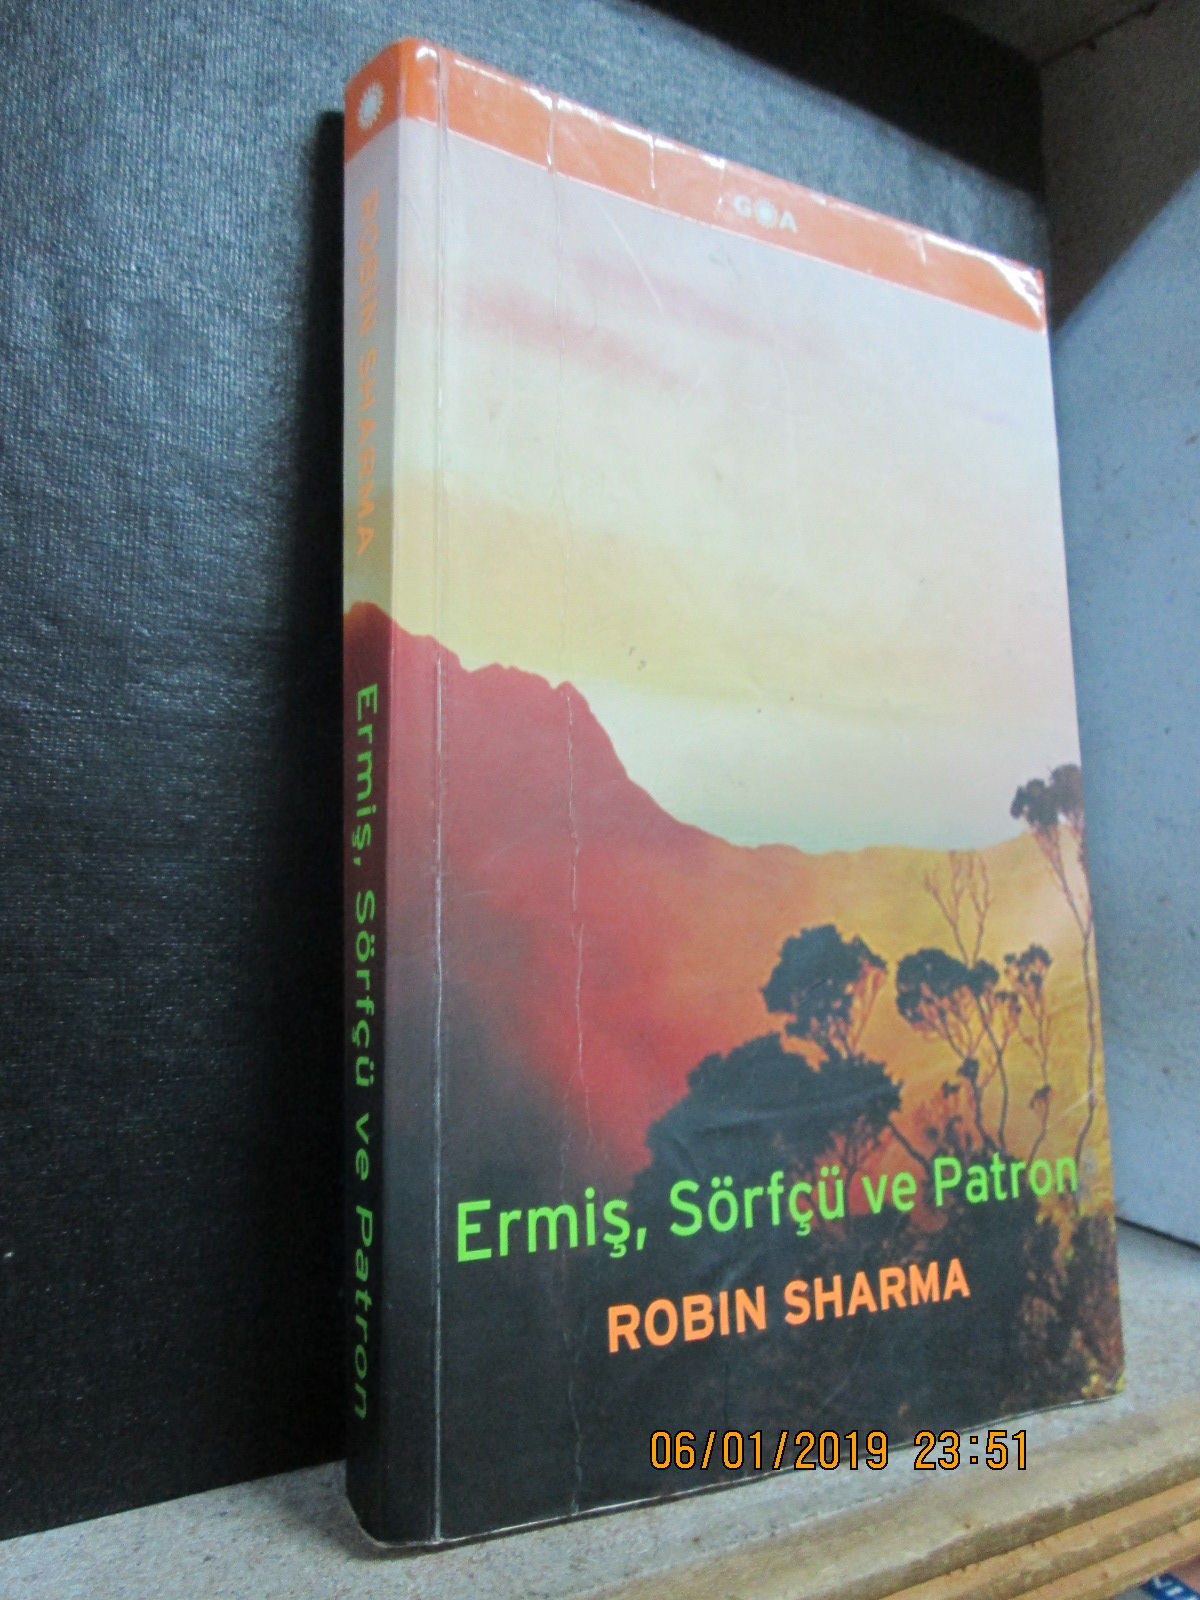 GOA
ROBIN SHARMA
Ermiş, Sörfçü ve Patron
Ermiş, Sörfçü ve Patron
ROBIN SHARMA
06/01/2019 23:51